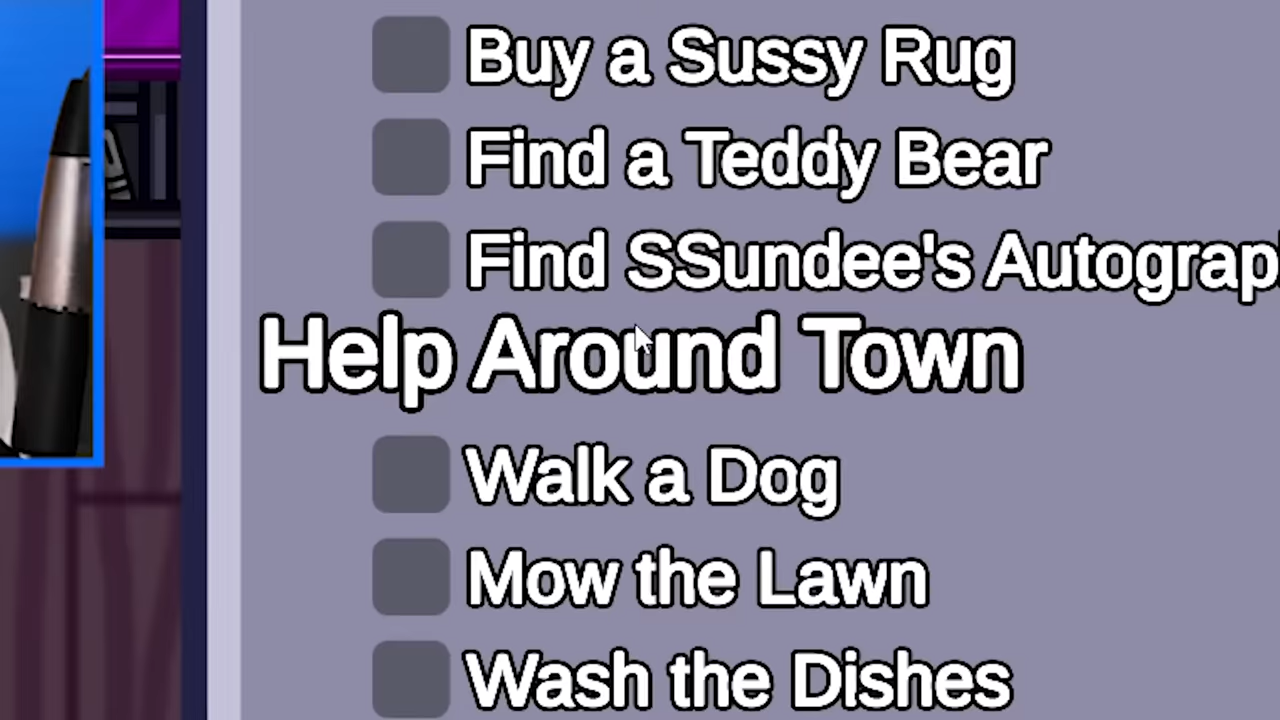 Buy a Sussy Rug
Find a Teddy Bear
Find SSundee's Autograp
Help Around Town
Walk a Dog
Mow the Lawn
Wash the Dishes